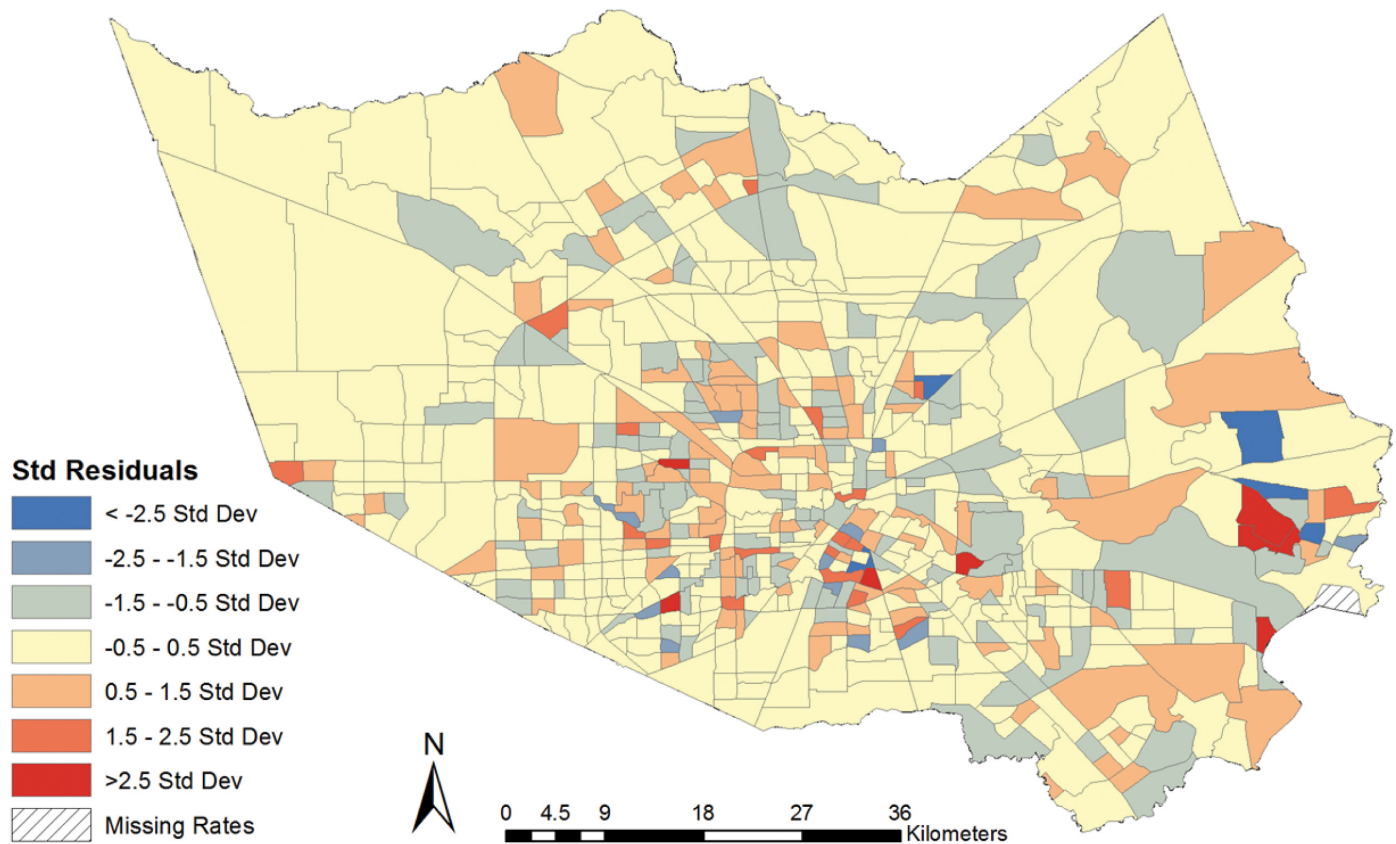 Std Residuals
< -2.5 Std Dev
-2.5 - -1.5 Std Dev
-1.5 - -0.5 Std Dev
-0.5 - 0.5 Std Dev
0.5 - 1.5 Std Dev
1.5 - 2.5 Std Dev
>2.5 Std Dev
Missing Rates
N
0 4.5 9 18 27 36
Kilometers